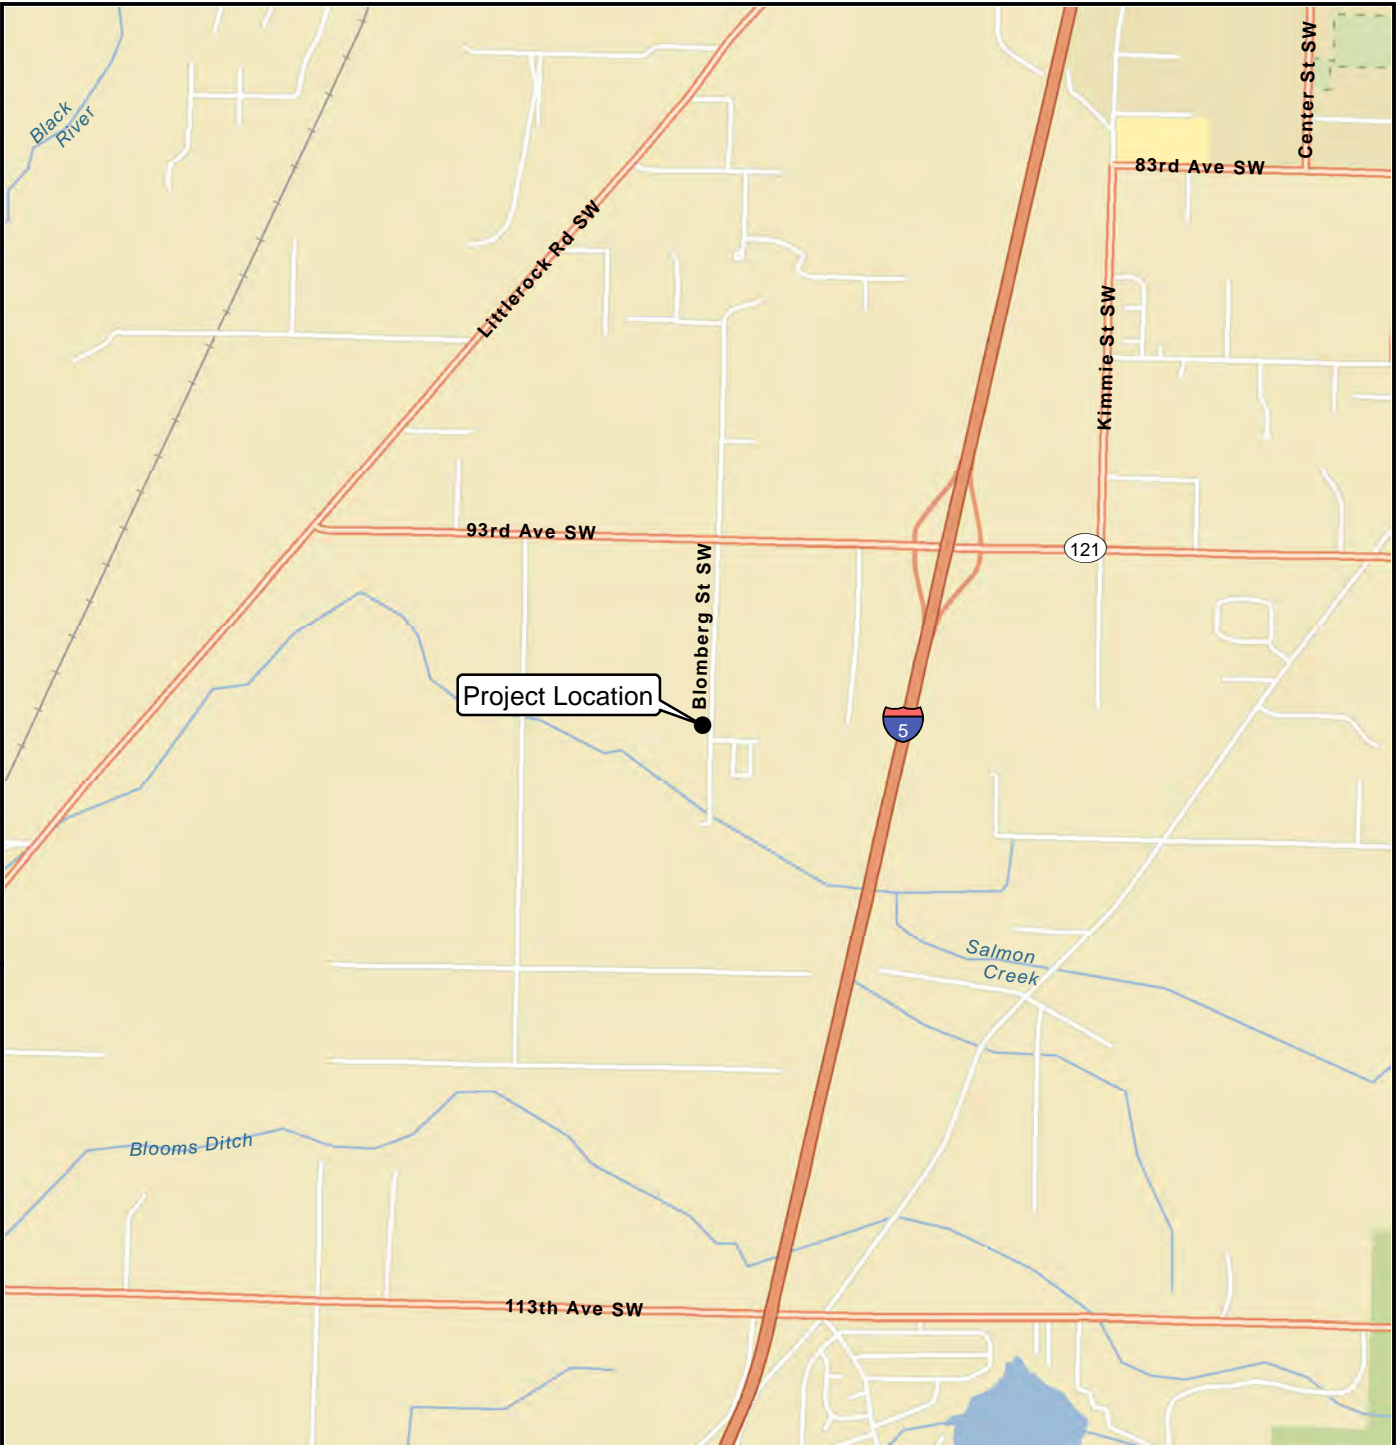 Black
River
Center St SW
83rd Ave SW
Littlerock Rd SW
Kimmie St SW
93rd Ave SW
121
Blomberg St SW
Project Location
5
Salmon
Creek
Blooms Ditch
113th Ave SW